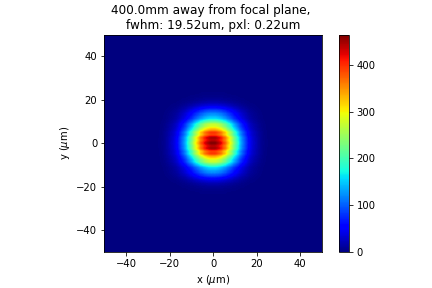 400.0mm away from focal plane,
fwhm: 19.52um, pxl: 0.22um
40
20
0
−20
−40
y (μm)
−40 −20 0 20 40
x (μm)
400
300
200
100
0